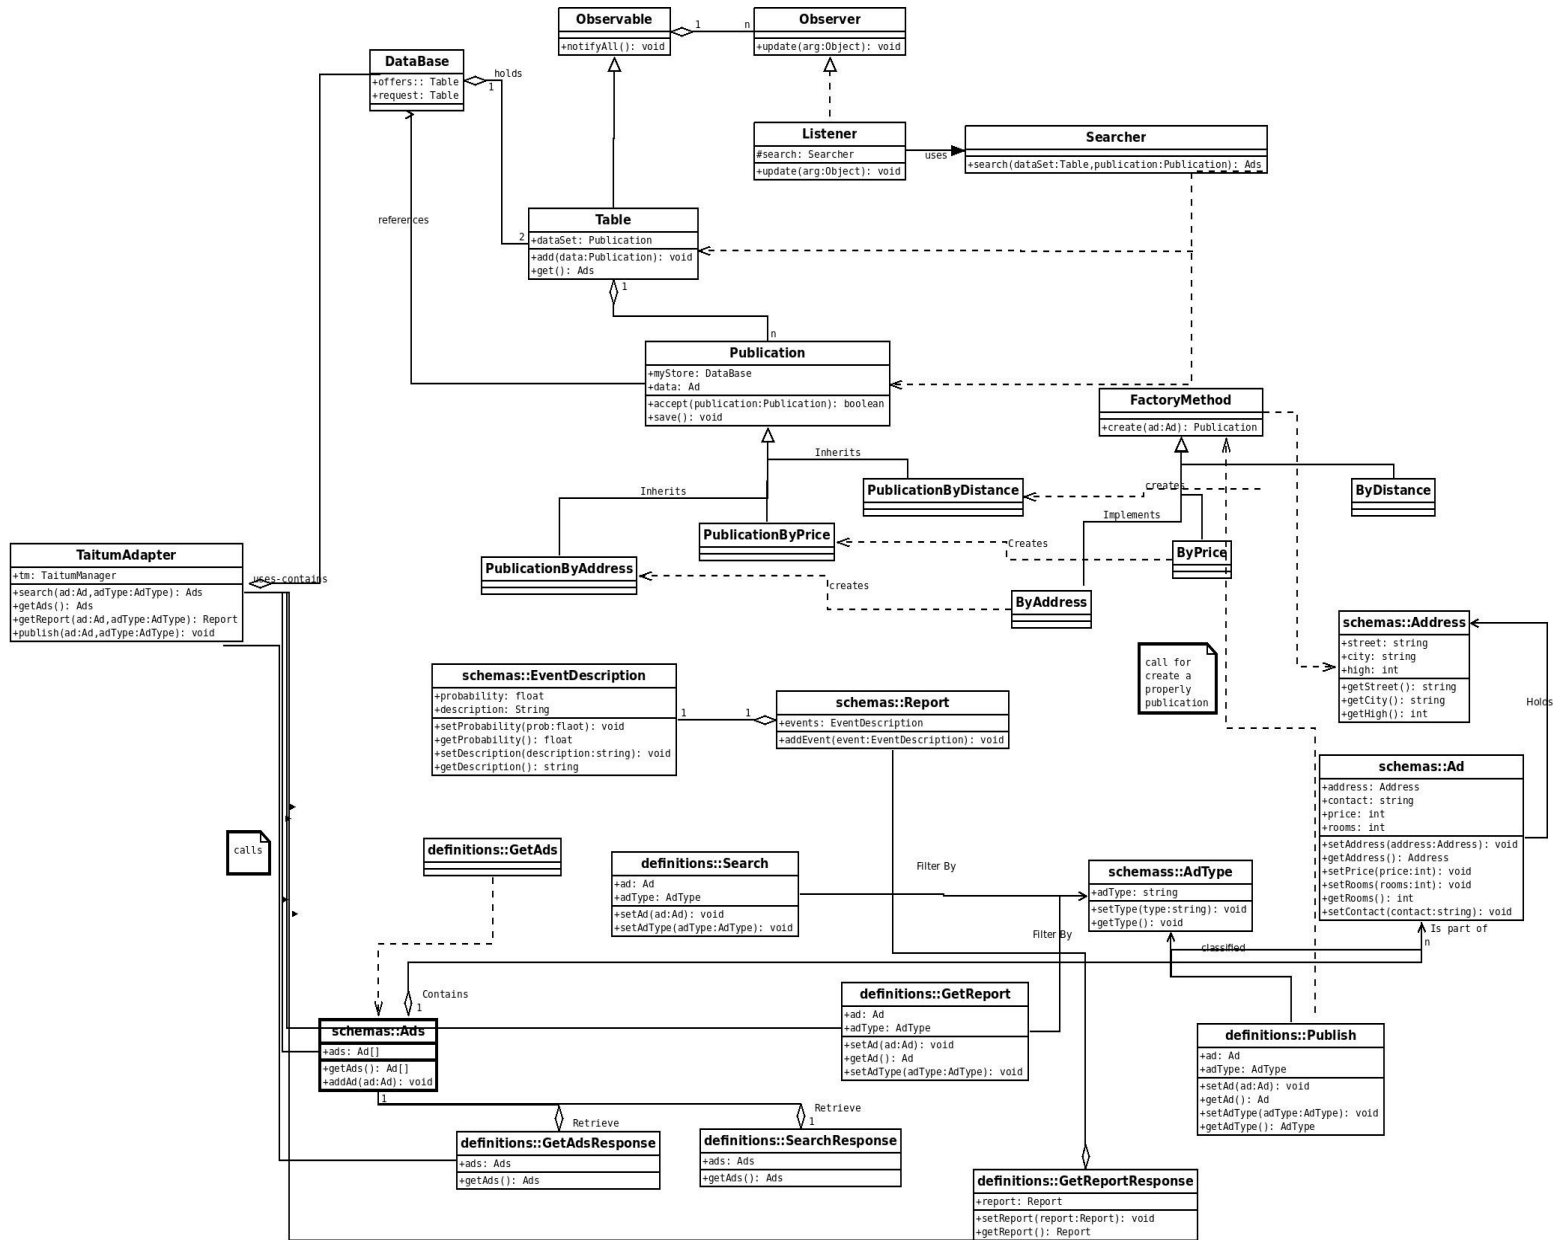 Observable
+notifyAll(): void
1
n
Observer
+update(arg:Object): void
DataBase
+offers:: Table
+request: Table
holds
1
Listener
#search: Searcher
+update(arg:Object): void
uses
Searcher
+search(dataSet:Table,publication:Publication): Ads
references
2
Table
+dataSet: Publication
+add(data:Publication): void
+get(): Ads
1
n
Publication
+myStore: DataBase
+data: Ad
+accept(publication:Publication): boolean
+save(): void
FactoryMethod
+create(ad:Ad): Publication
Inherits
Inherits
PublicationByDistance
creates
ByDistance
Implements
PublicationByPrice
Creates
ByPrice
PublicationByAddress
creates
ByAddress
TaitumAdapter
+tm: TaitumManager
+search(ad:Ad,adType:AdType): Ads
+getAds(): Ads
+getReport(ad:Ad,adType:AdType): Report
+publish(ad:Ad,adType:AdType): void
uses-contains
schemas::Address
+street: string
+city: string
+high: int
+getStreet(): string
+getCity(): string
+getHigh(): int
call for
create a
properly
publication
Holds
schemas::EventDescription
+probability: float
+description: String
+setProbability(prob:flaot): void
+getProbability(): float
+setDescription(description:string): void
+getDescription(): string
1
1
schemas::Report
+events: EventDescription
+addEvent(event:EventDescription): void
schemas::Ad
+address: Address
+contact: string
+price: int
+rooms: int
+setAddress(address:Address): void
+getAddress(): Address
+setPrice(price:int): void
+setRooms(rooms:int): void
+getRooms(): int
+setContact(contact:string): void
calls
definitions::GetAds
definitions::Search
+ad: Ad
+adType: AdType
+setAd(ad:Ad): void
+setAdType(adType:AdType): void
Filter By
schemass::AdType
+adType: string
+setType(type:string): void
+getType(): void
Filter By
classified
Is part of
n
Contains
1
schemas::Ads
+ads: Ad[]
+getAds(): Ad[]
+addAd(ad:Ad): void
definitions::GetReport
+ad: Ad
+adType: AdType
+setAd(ad:Ad): void
+getAd(): Ad
+setAdType(adType:AdType): void
definitions::Publish
+ad: Ad
+adType: AdType
+setAd(ad:Ad): void
+getAd(): Ad
+setAdType(adType:AdType): void
+getAdType(): AdType
1
Retrieve
Retrieve
1
definitions::GetAdsResponse
+ads: Ads
+getAds(): Ads
definitions::SearchResponse
+ads: Ads
+getAds(): Ads
definitions::GetReportResponse
+report: Report
+setReport(report:Report): void
+getReport(): Report